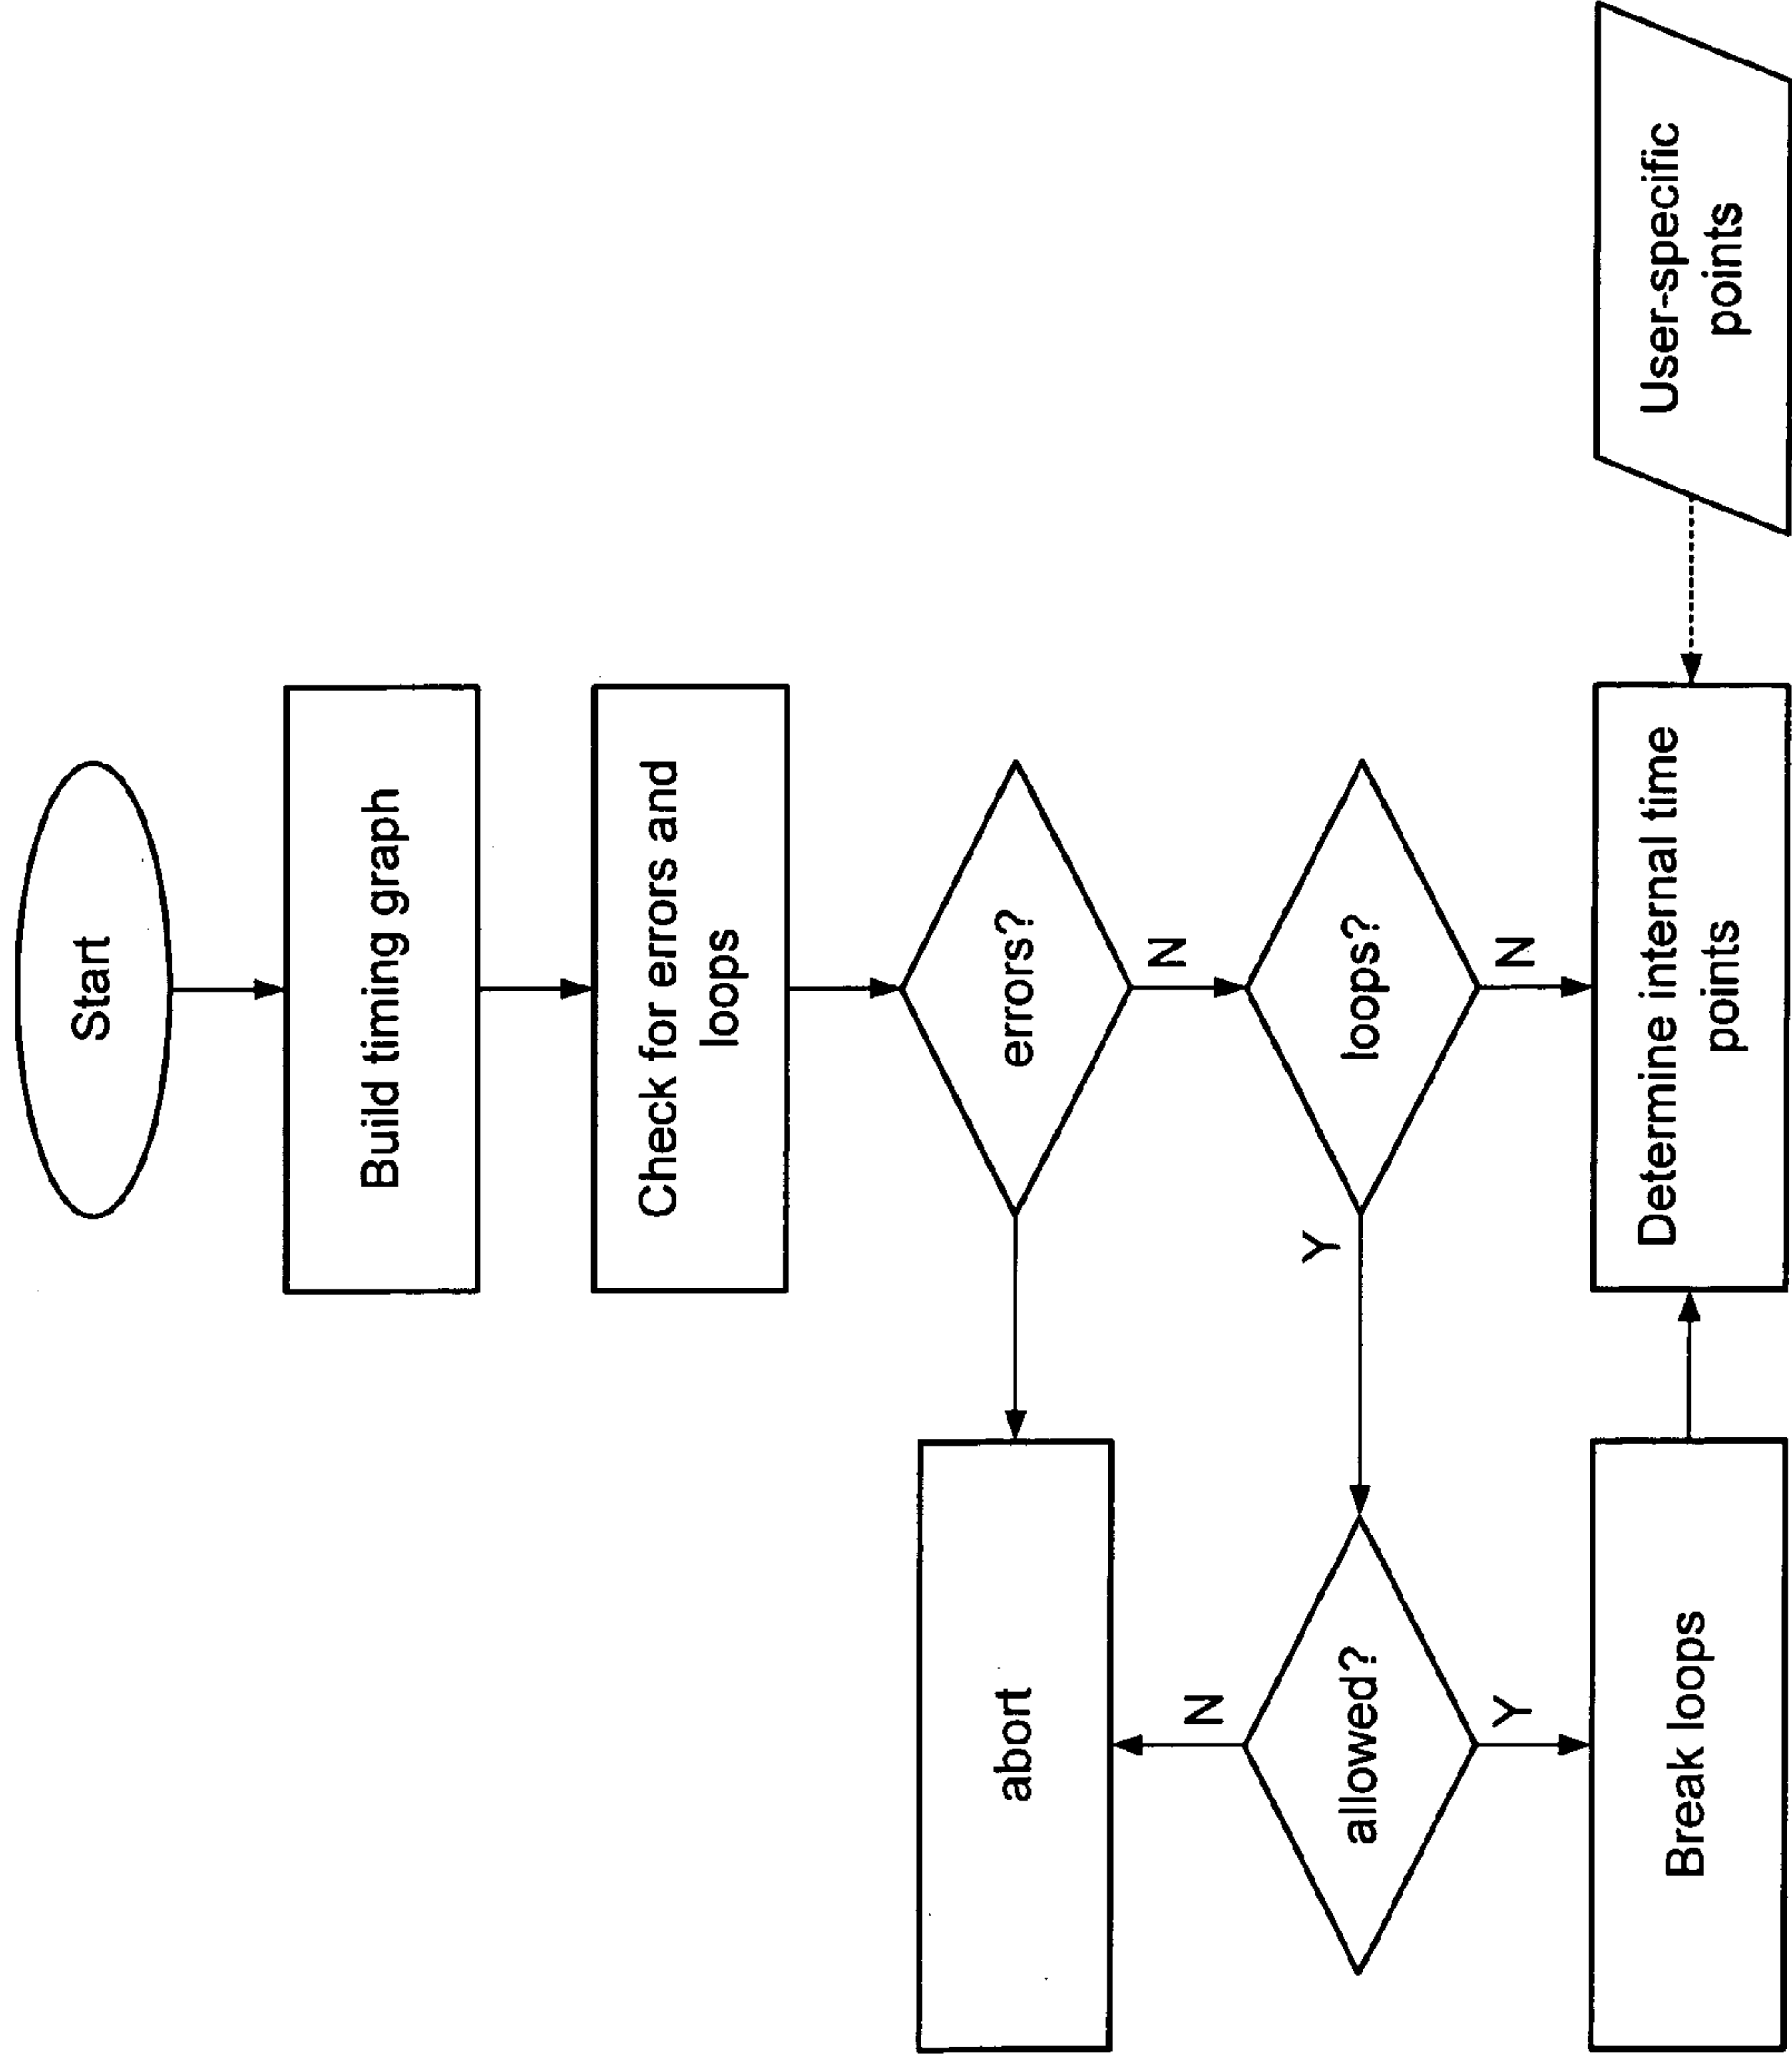 Start
Build timing graph
Check for errors and
loops
errors?
N
abort
loops?
Y
N
allowed?
N
Y
Break loops
Determine internal time
points
User-specific
points